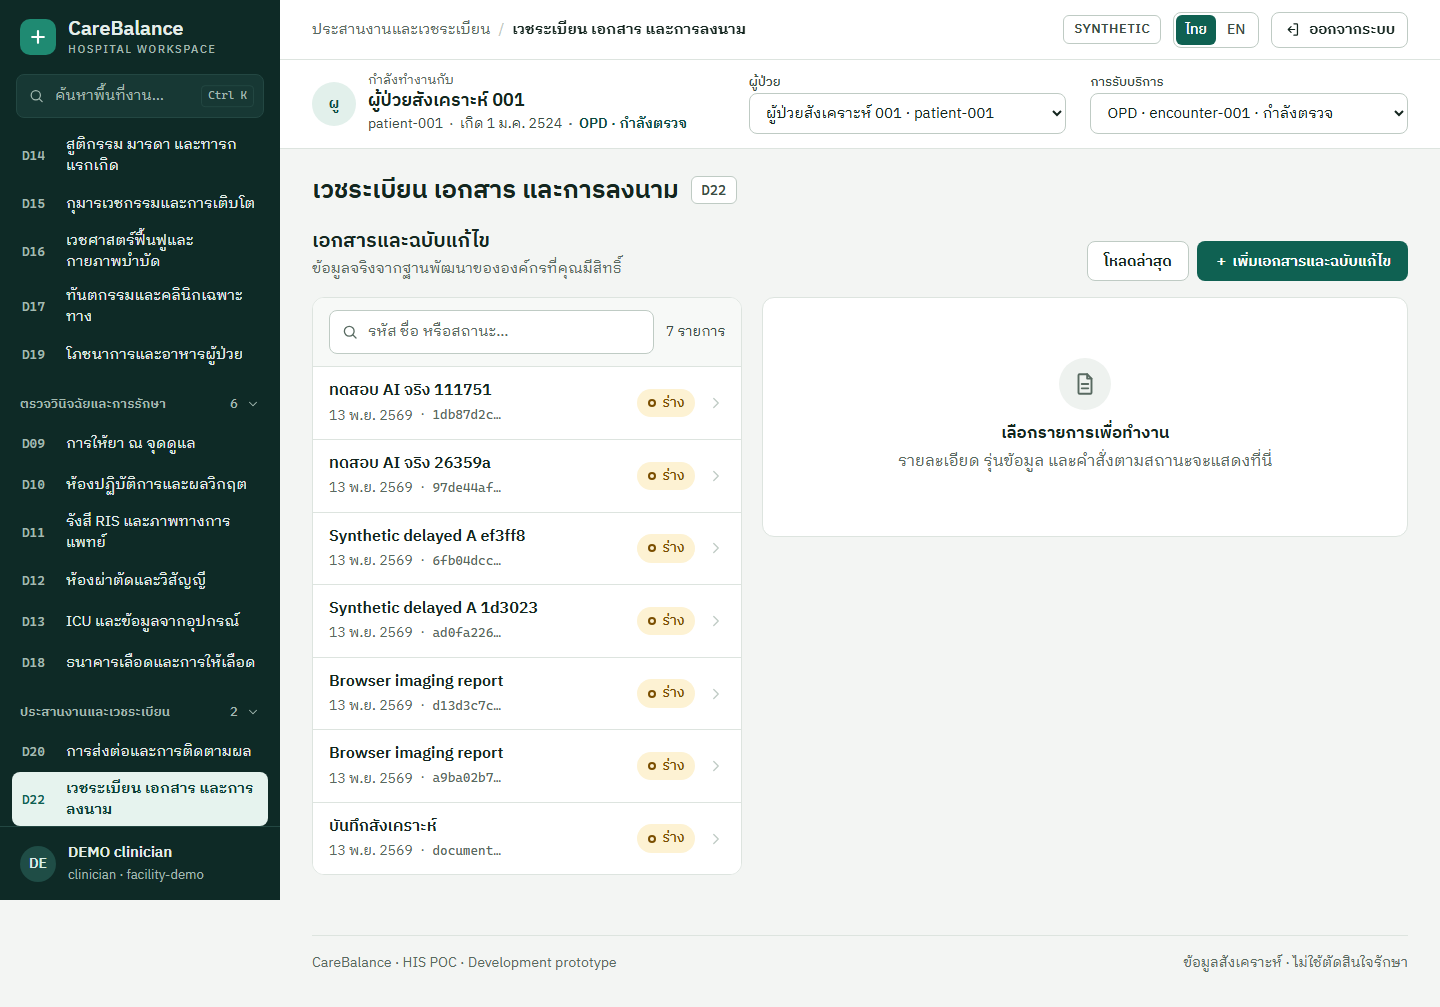 CareBalance
HOSPITAL WORKSPACE
ค้นหาพื้นที่งาน... Ctrl K
D14 สูติกรรม มารดา และทารก
แรกเกิด
D15 กุมารเวชกรรมและการเติบโต
D16 เวชศาสตร์ฟื้นฟูและ
กายภาพบำบัด
D17 ทันตกรรมและคลินิกเฉพาะ
ทาง
D19 โภชนาการและอาหารผู้ป่วย
ตรวจวินิจฉัยและการรักษา 6
D09 การให้ยา ณ จุดดูแล
D10 ห้องปฏิบัติการและผลวิกฤต
D11 รังสี RIS และภาพทางการ
แพทย์
D12 ห้องผ่าตัดและวิสัญญี
D13 ICU และข้อมูลจากอุปกรณ์
D18 ธนาคารเลือดและการให้เลือด
ประสานงานและเวชระเบียน 2
D20 การส่งต่อและการติดตามผล
D22 เวชระเบียน เอกสาร และการ
ลงนาม
DE DEMO clinician
clinician · facility-demo
ประสานงานและเวชระเบียน / เวชระเบียน เอกสาร และการลงนาม
SYNTHETIC ไทย EN ออกจากระบบ
ผู้ กำลังทำงานกับ
ผู้ป่วยสังเคราะห์ 001
patient-001 · เกิด 1 ม.ค. 2524 · OPD · กำลังตรวจ
ผู้ป่วย
ผู้ป่วยสังเคราะห์ 001 · patient-001
การรับบริการ
OPD · encounter-001 · กำลังตรวจ
เวชระเบียน เอกสาร และการลงนาม D22
เอกสารและฉบับแก้ไข
ข้อมูลจริงจากฐานพัฒนาขององค์กรที่คุณมีสิทธิ์
โหลดล่าสุด + เพิ่มเอกสารและฉบับแก้ไข
รหัส ชื่อ หรือสถานะ... 7 รายการ
ทดสอบ AI จริง 111751
13 พ.ย. 2569 · 1db87d2c… ร่าง
ทดสอบ AI จริง 26359a
13 พ.ย. 2569 · 97de44af… ร่าง
Synthetic delayed A ef3ff8
13 พ.ย. 2569 · 6fb04dcc… ร่าง
Synthetic delayed A 1d3023
13 พ.ย. 2569 · ad0fa226… ร่าง
Browser imaging report
13 พ.ย. 2569 · d13d3c7c… ร่าง
Browser imaging report
13 พ.ย. 2569 · a9ba02b7… ร่าง
บันทึกสังเคราะห์
13 พ.ย. 2569 · document… ร่าง
เลือกรายการเพื่อทำงาน
รายละเอียด รุ่นข้อมูล และคำสั่งตามสถานะจะแสดงที่นี่
CareBalance · HIS POC · Development prototype
ข้อมูลสังเคราะห์ · ไม่ใช้ตัดสินใจรักษา